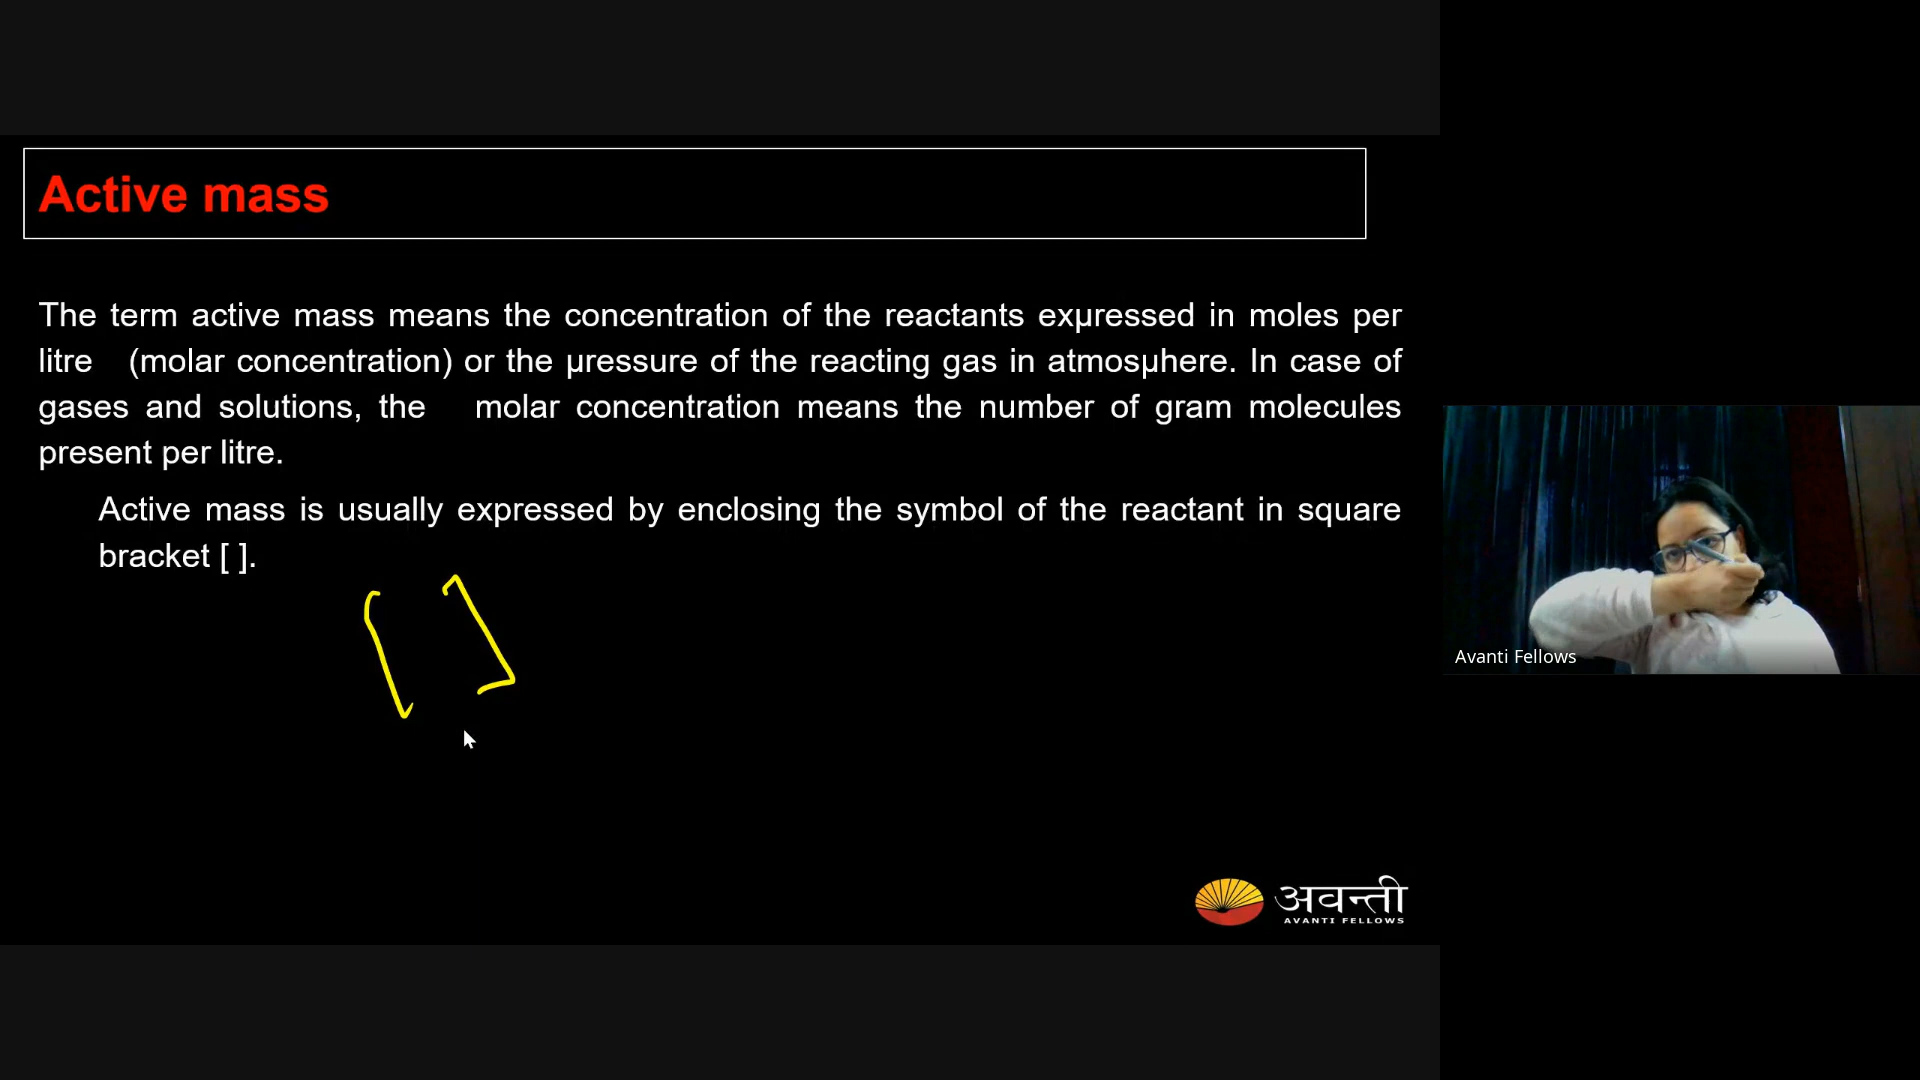 Active mass
The term active mass means the concentration of the reactants exμressed in moles per
litre (molar concentration) or the μressure of the reacting gas in atmosμhere. In case of
gases and solutions, the molar concentration means the number of gram molecules
present per litre.
Active mass is usually expressed by enclosing the symbol of the reactant in square
bracket [ ].
[ ]
Avanti Fellows
अवन्ती
AVANTI FELLOWS